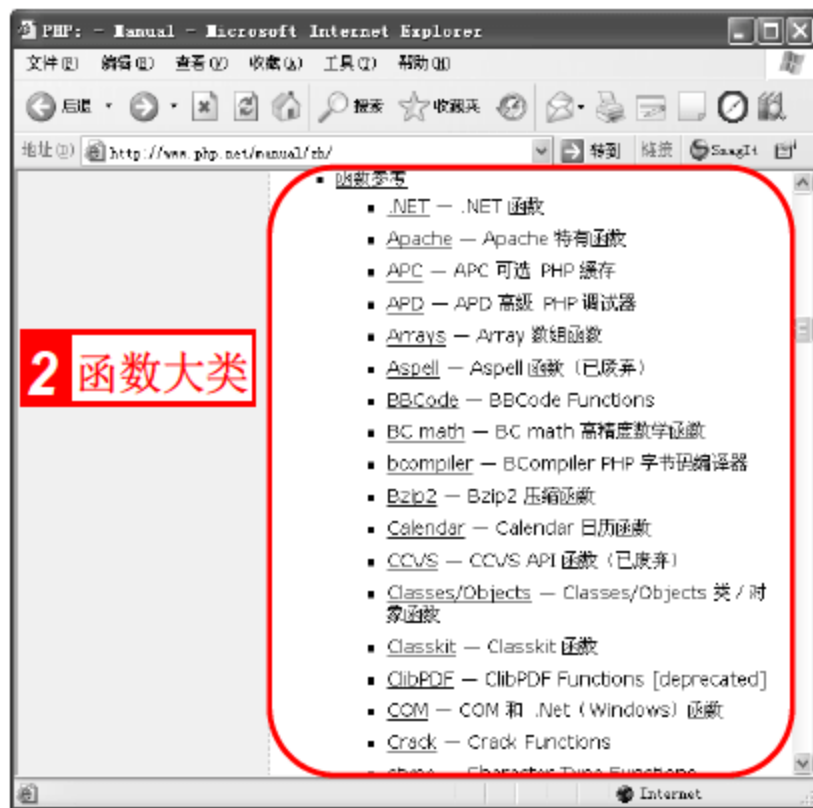 PHP: - Manual - Microsoft Internet Explorer
文件(F) 编辑(E) 查看(V) 收藏(A) 工具(T) 帮助(H)
后退 搜索 收藏夹
地址(D) http://www.php.net/manual/zh/ 转到 链接 SnagIt
函数参考
.NET — .NET 函数
Apache — Apache 特有函数
APC — APC 可选 PHP 缓存
APD — APD 高级 PHP 调试器
Arrays — Array 数组函数
2 函数大类
Aspell — Aspell 函数（已废弃）
BBCode — BBCode Functions
BC math — BC math 高精度数学函数
bcompiler — BCompiler PHP 字节码编译器
Bzip2 — Bzip2 压缩函数
Calendar — Calendar 日历函数
CCVS — CCVS API 函数（已废弃）
Classes/Objects — Classes/Objects 类 / 对
象函数
Classkit — Classkit 函数
ClibPDF — ClibPDF Functions [deprecated]
COM — COM 和 .Net（Windows）函数
Crack — Crack Functions
ctype — Character Type Functions
Internet